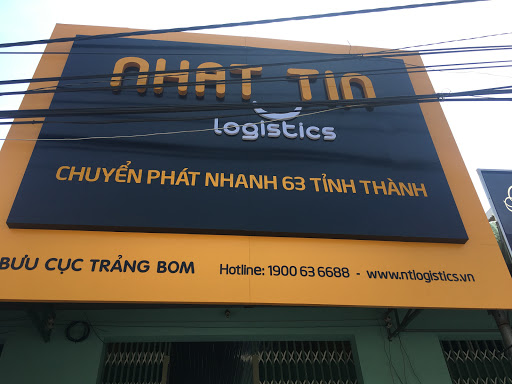 NHAT TIN
logistics
CHUYỂN PHÁT NHANH 63 TỈNH THÀNH
BƯU CỤC TRẢNG BOM Hotline: 1900 63 6688 - www.ntlogistics.vn